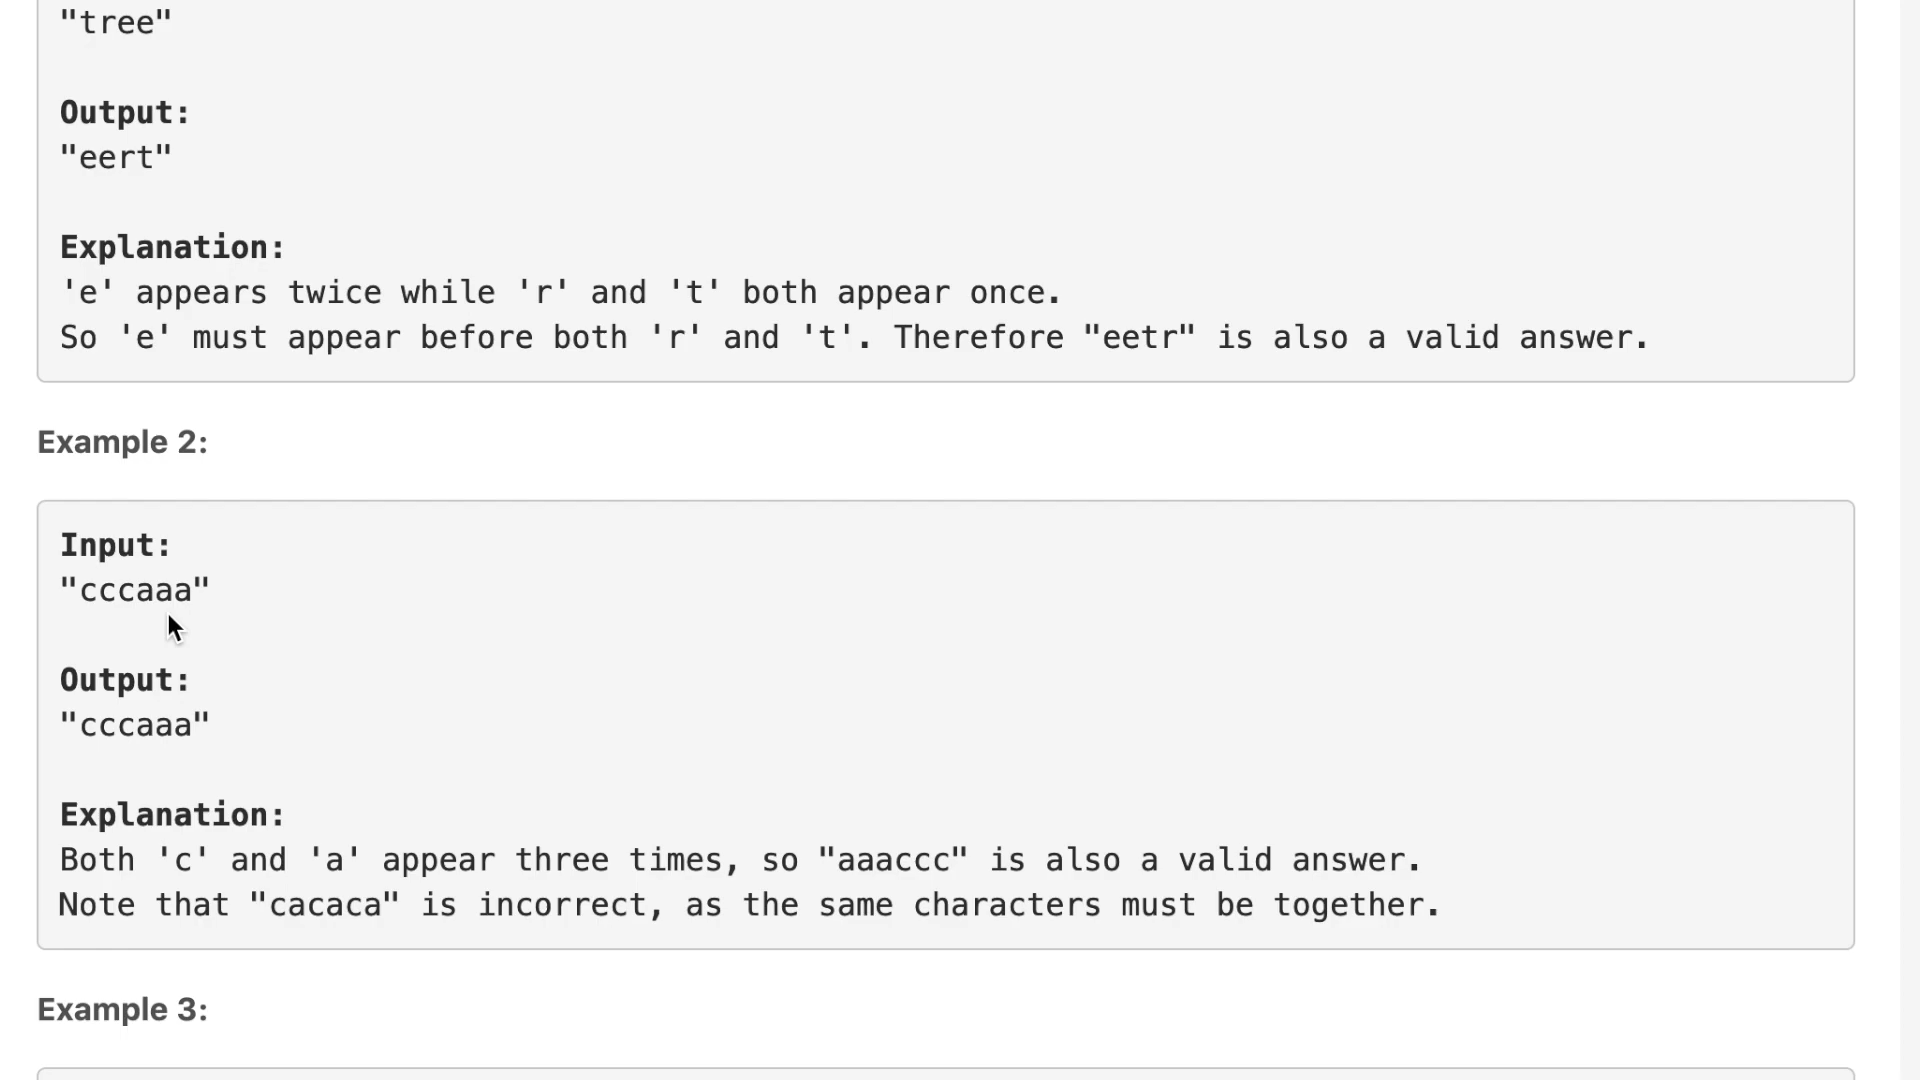 "tree"
Output:
"eert"
Explanation:
'e' appears twice while 'r' and 't' both appear once.
So 'e' must appear before both 'r' and 't'. Therefore "eetr" is also a valid answer.
Example 2:
Input:
"cccaaa"
Output:
"cccaaa"
Explanation:
Both 'c' and 'a' appear three times, so "aaaccc" is also a valid answer.
Note that "cacaca" is incorrect, as the same characters must be together.
Example 3: